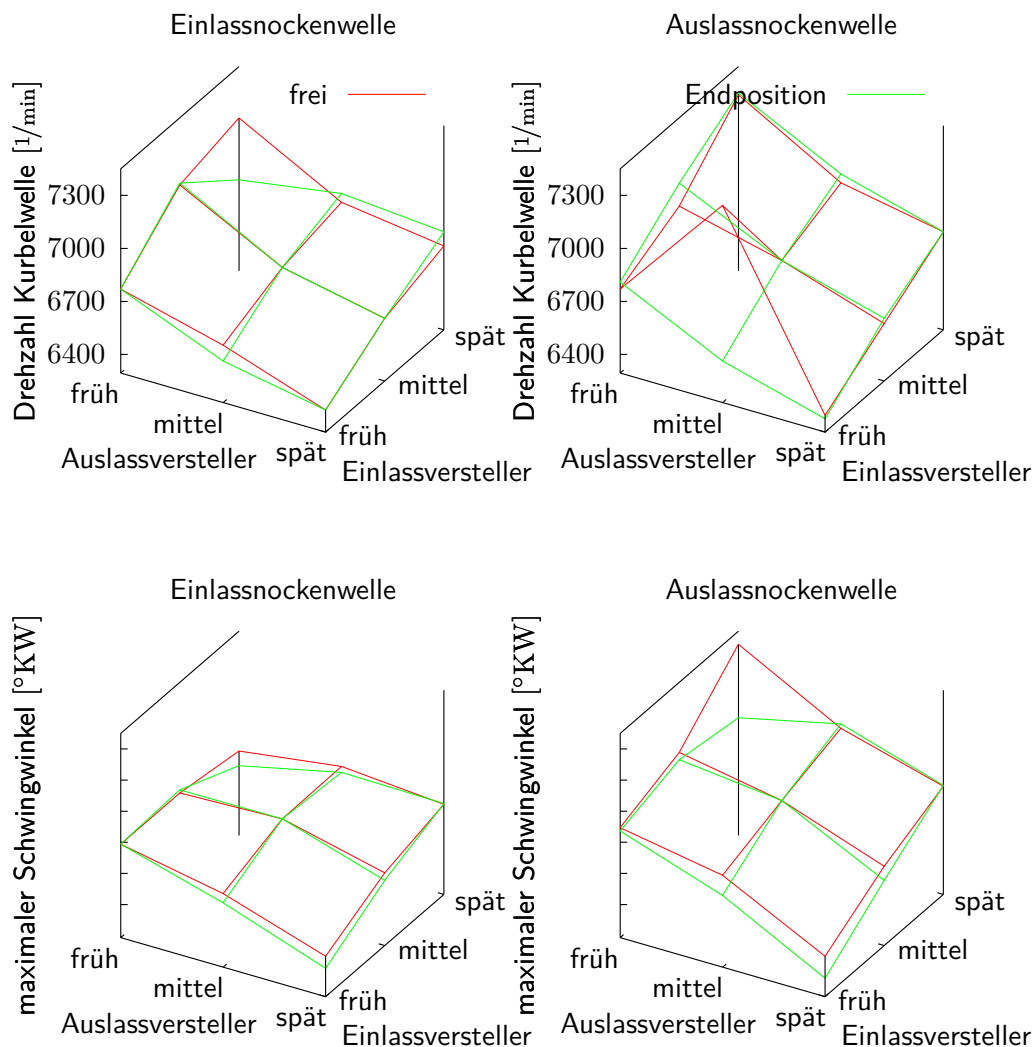 Einlassnockenwelle
frei
Drehzahl Kurbelwelle [1/min]
7300
7000
6700
6400
früh
mittel
spät
Auslassversteller
früh
mittel
spät
Einlassversteller
Auslassnockenwelle
Endposition
Drehzahl Kurbelwelle [1/min]
7300
7000
6700
6400
früh
mittel
spät
Auslassversteller
früh
mittel
spät
Einlassversteller
Einlassnockenwelle
maximaler Schwingwinkel [°KW]
früh
mittel
spät
Auslassversteller
früh
mittel
spät
Einlassversteller
Auslassnockenwelle
maximaler Schwingwinkel [°KW]
früh
mittel
spät
Auslassversteller
früh
mittel
spät
Einlassversteller